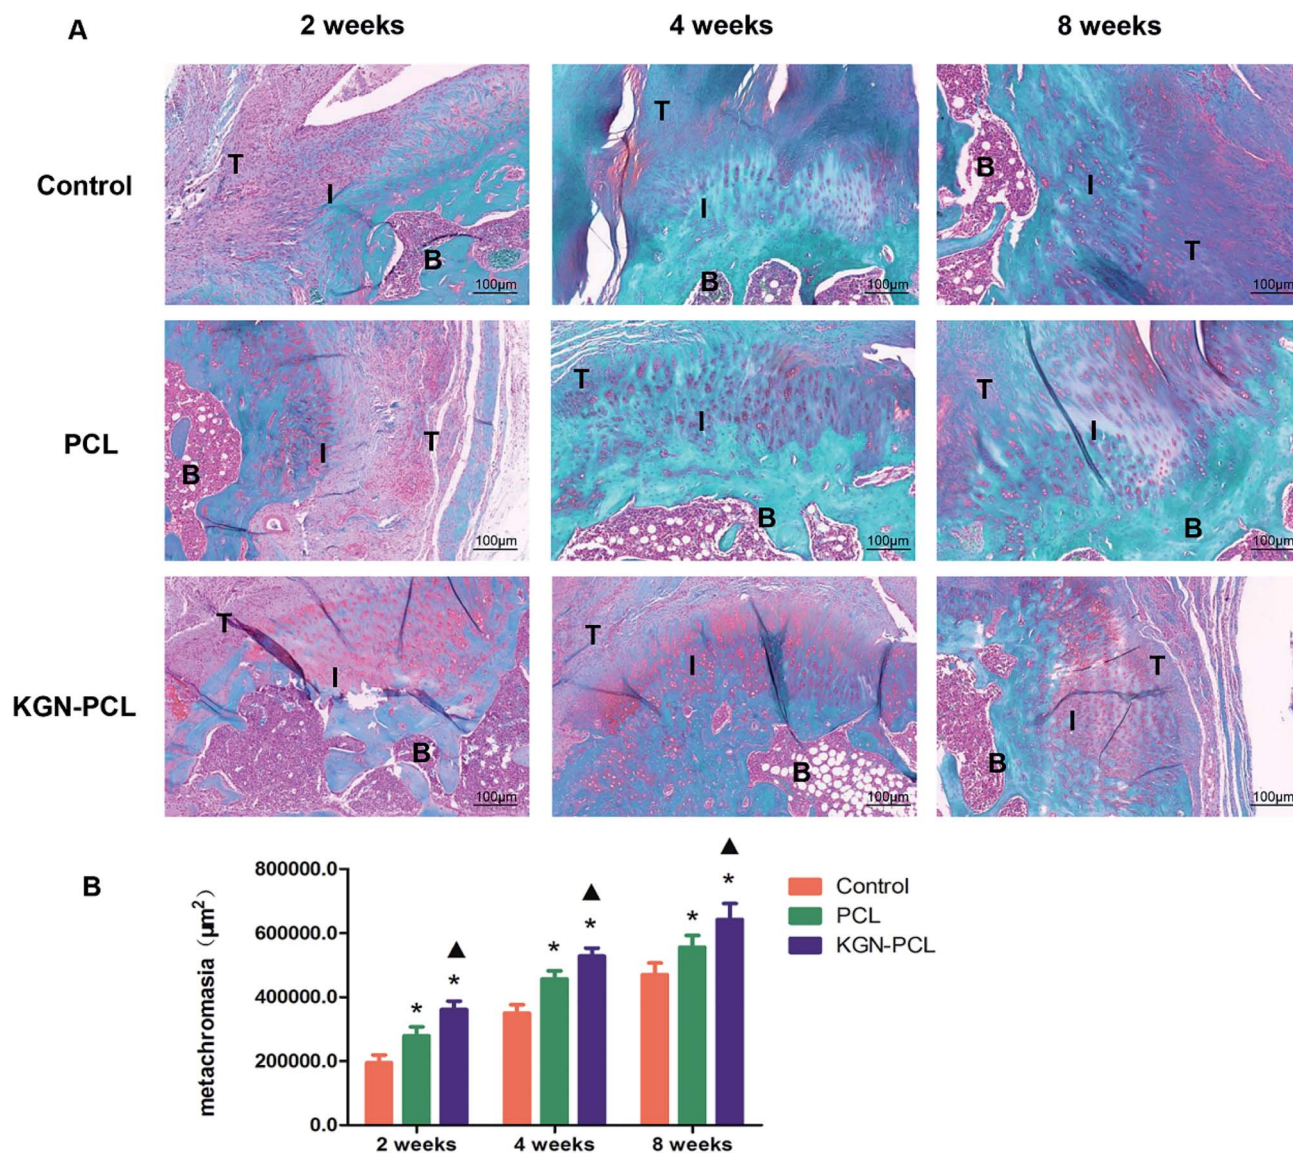 A
2 weeks 4 weeks 8 weeks
Control
T I B 100μm
T I B 100μm
B I T 100μm
PCL
B I T 100μm
T I B 100μm
T I B 100μm
KGN-PCL
T I B 100μm
T I B 100μm
B I T 100μm
B
metachromasia (μm²)
800000.0
600000.0
400000.0
200000.0
0.0
* * ▲
* * ▲
* * ▲
2 weeks 4 weeks 8 weeks
Control
PCL
KGN-PCL